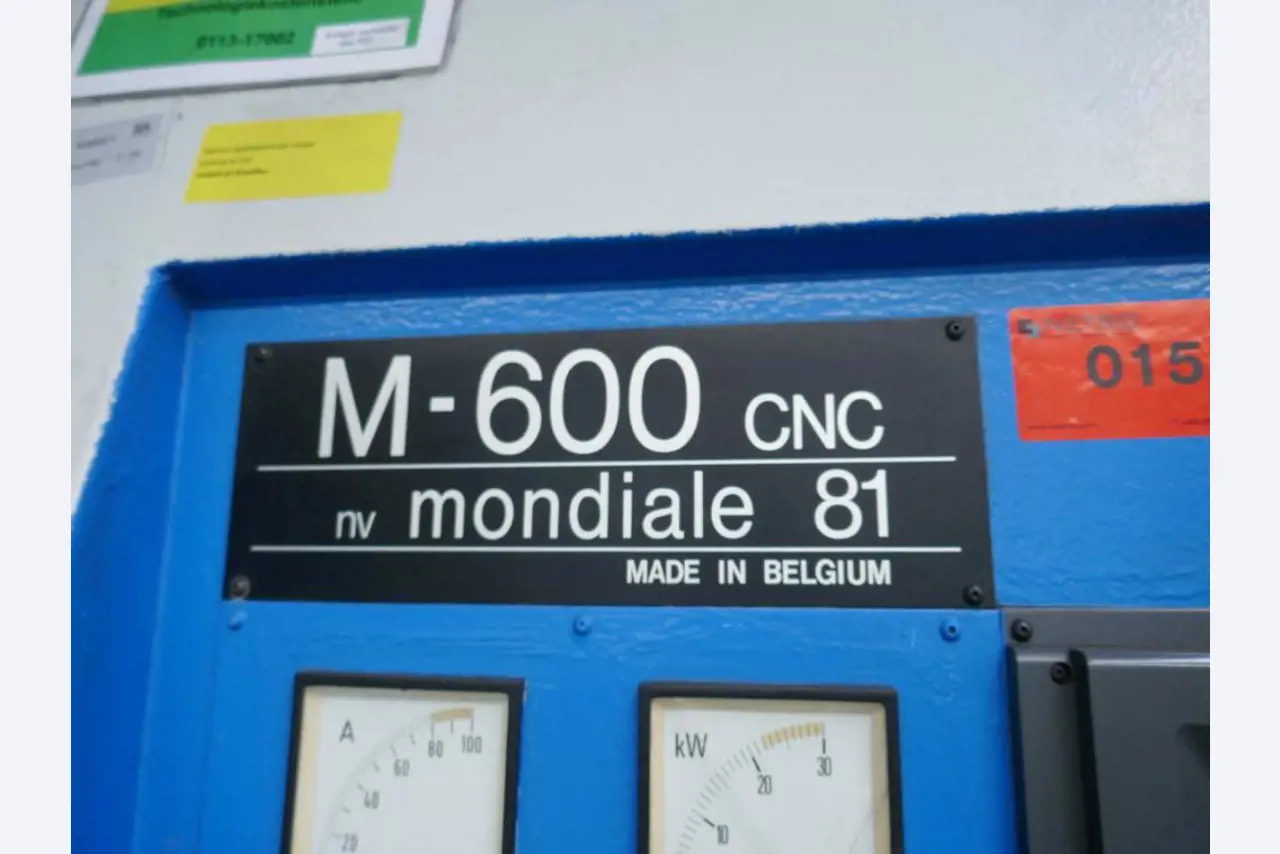 Technologiekostenstelle
0113-17002
M-600 CNC
nv mondiale 81
MADE IN BELGIUM
015
A
20
40
60
80
100
kW
10
20
30